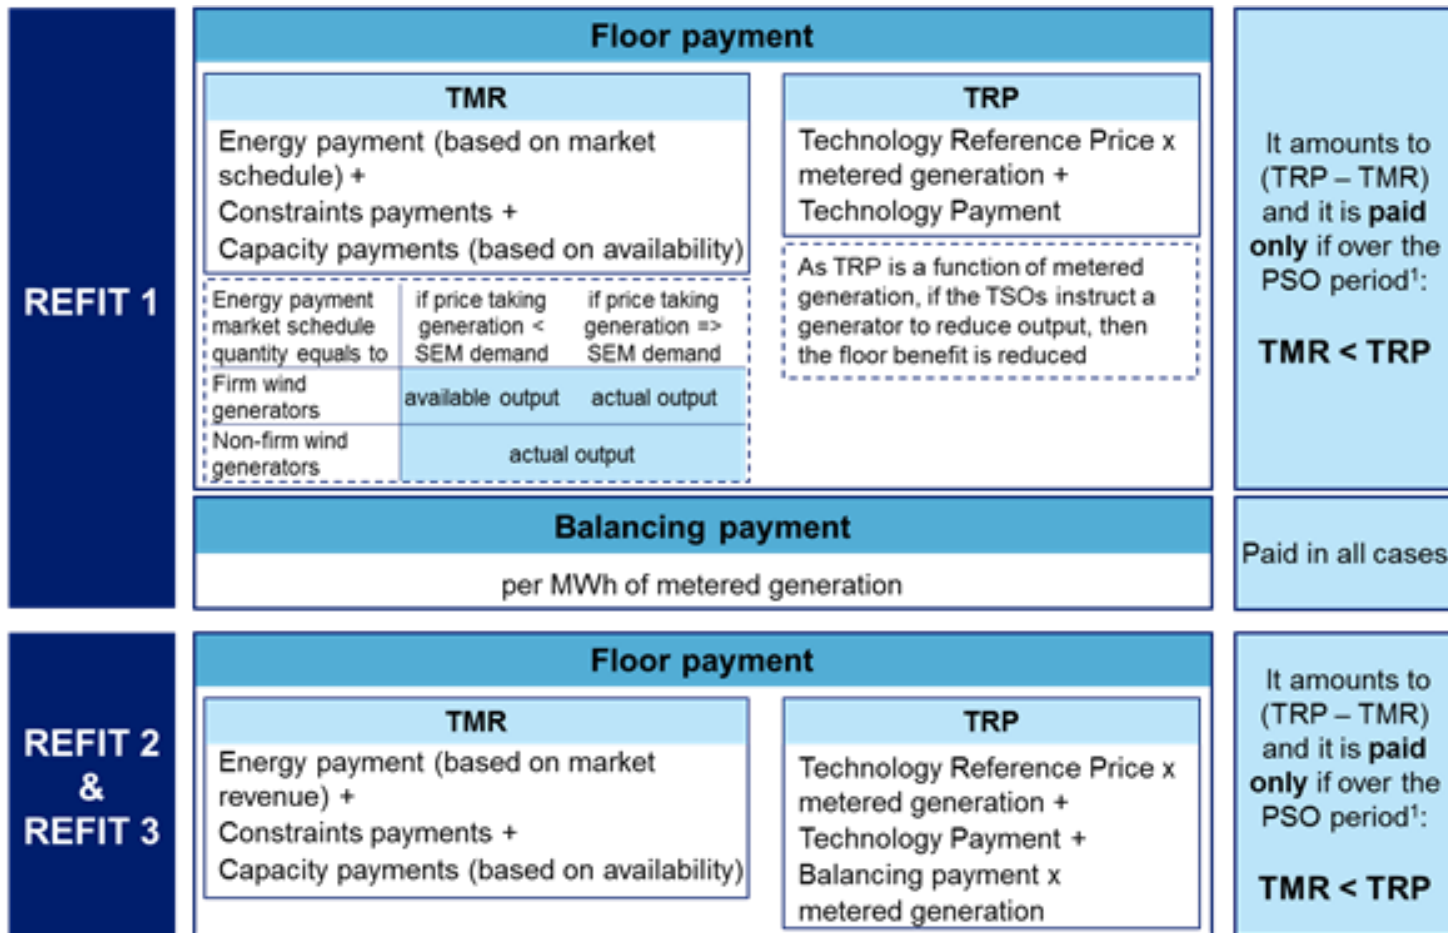 REFIT 1
Floor payment
TMR
Energy payment (based on market
schedule) +
Constraints payments +
Capacity payments (based on availability)
Energy payment
market schedule
quantity equals to
if price taking
generation <
SEM demand
if price taking
generation =>
SEM demand
Firm wind
generators
available output
actual output
Non-firm wind
generators
actual output
TRP
Technology Reference Price x
metered generation +
Technology Payment
As TRP is a function of metered
generation, if the TSOs instruct a
generator to reduce output, then
the floor benefit is reduced
It amounts to
(TRP – TMR)
and it is paid
only if over the
PSO period¹:
TMR < TRP
Balancing payment
per MWh of metered generation
Paid in all cases
REFIT 2
&
REFIT 3
Floor payment
TMR
Energy payment (based on market
revenue) +
Constraints payments +
Capacity payments (based on availability)
TRP
Technology Reference Price x
metered generation +
Technology Payment +
Balancing payment x
metered generation
It amounts to
(TRP – TMR)
and it is paid
only if over the
PSO period¹:
TMR < TRP